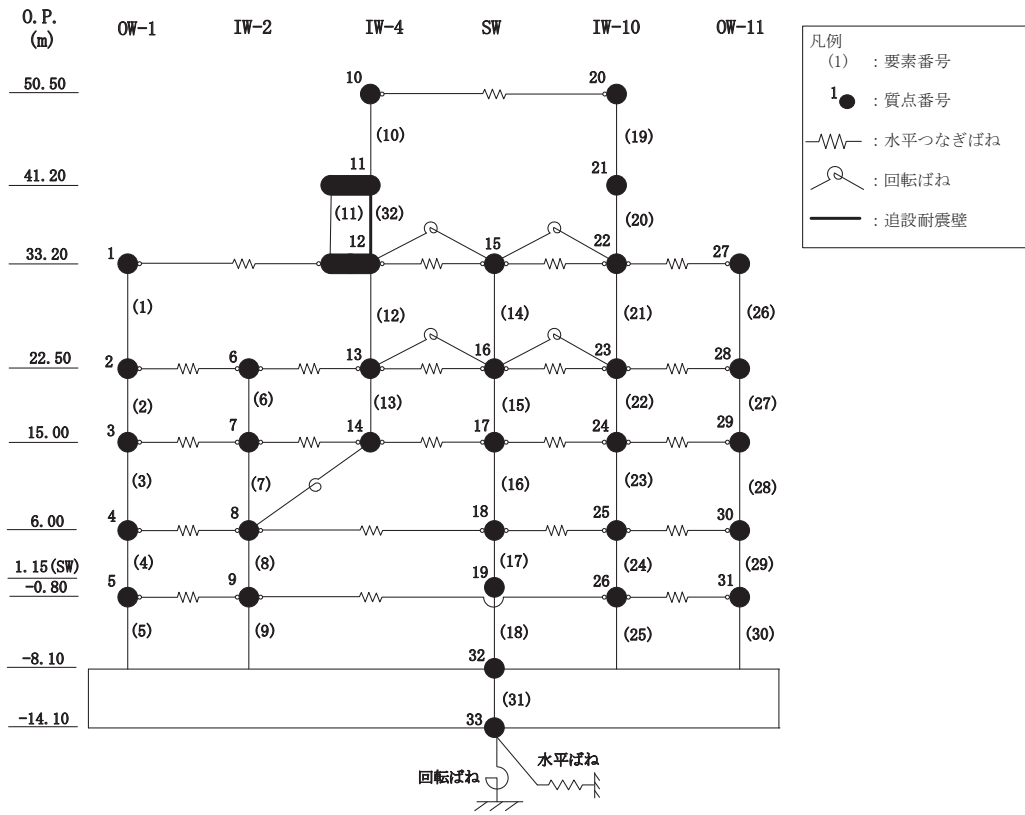 O.P.
(m)
OW-1 IW-2 IW-4 SW IW-10 OW-11
凡例
(1) : 要素番号
1 : 質点番号
: 水平つなぎばね
: 回転ばね
: 追設耐震壁
50.50 10 20
(10) (19)
41.20 11 21
(11) (32) (20)
33.20 1 12 15 22 27
(1) (12) (14) (21) (26)
22.50 2 6 13 16 23 28
(2) (6) (13) (15) (22) (27)
15.00 3 7 14 17 24 29
(3) (7) (16) (23) (28)
6.00 4 8 18 25 30
(4) (8) (17) (24) (29)
1.15(SW) 19
-0.80 5 9 26 31
(5) (9) (18) (25) (30)
-8.10 32
(31)
-14.10 33
水平ばね
回転ばね